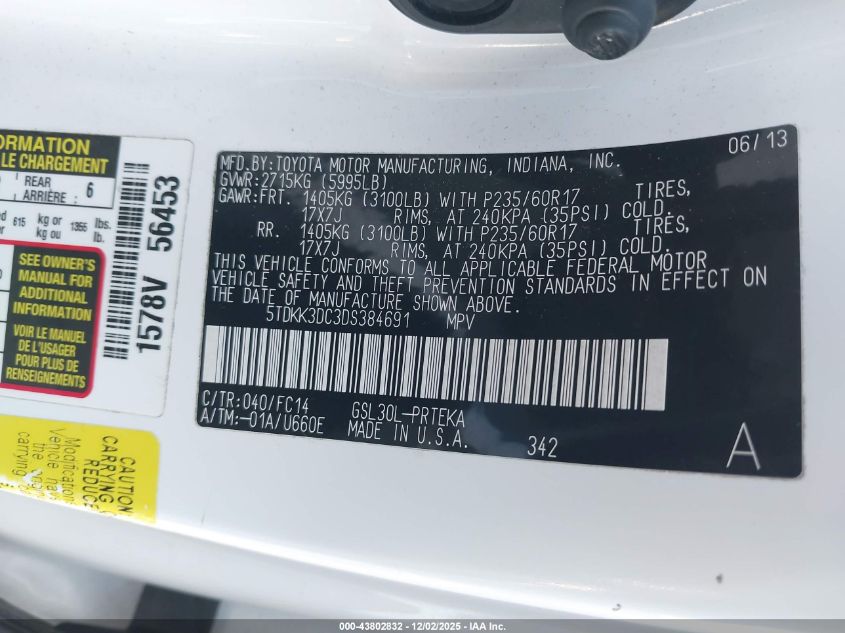 ORMATION
LE CHARGEMENT
REAR
ARRIÈRE :
6
615
kg or
kg ou
1355
lbs.
lb.
SEE OWNER'S
MANUAL FOR
ADDITIONAL
INFORMATION
VOIR LE MANUEL
DE L'USAGER
POUR PLUS DE
RENSEIGNEMENTS
1578V 56453
CAUTION
CARRYING
REDUCE
Modification
the
carrying
06/13
MFD.BY:TOYOTA MOTOR MANUFACTURING, INDIANA, INC.
GVWR:2715KG (5995LB)
GAWR:FRT. 1405KG (3100LB) WITH P235/60R17 TIRES,
17X7J RIMS, AT 240KPA (35PSI) COLD.
RR. 1405KG (3100LB) WITH P235/60R17 TIRES,
17X7J RIMS, AT 240KPA (35PSI) COLD.
THIS VEHICLE CONFORMS TO ALL APPLICABLE FEDERAL MOTOR
VEHICLE SAFETY AND THEFT PREVENTION STANDARDS IN EFFECT ON
THE DATE OF MANUFACTURE SHOWN ABOVE.
5TDKK3DC3DS384691 MPV
C/TR:040/FC14 GSL30L-PRTEKA
A/TM:-01A/U660E MADE IN U.S.A. 342
A
000-43802832 - 12/02/2025 - IAA Inc.